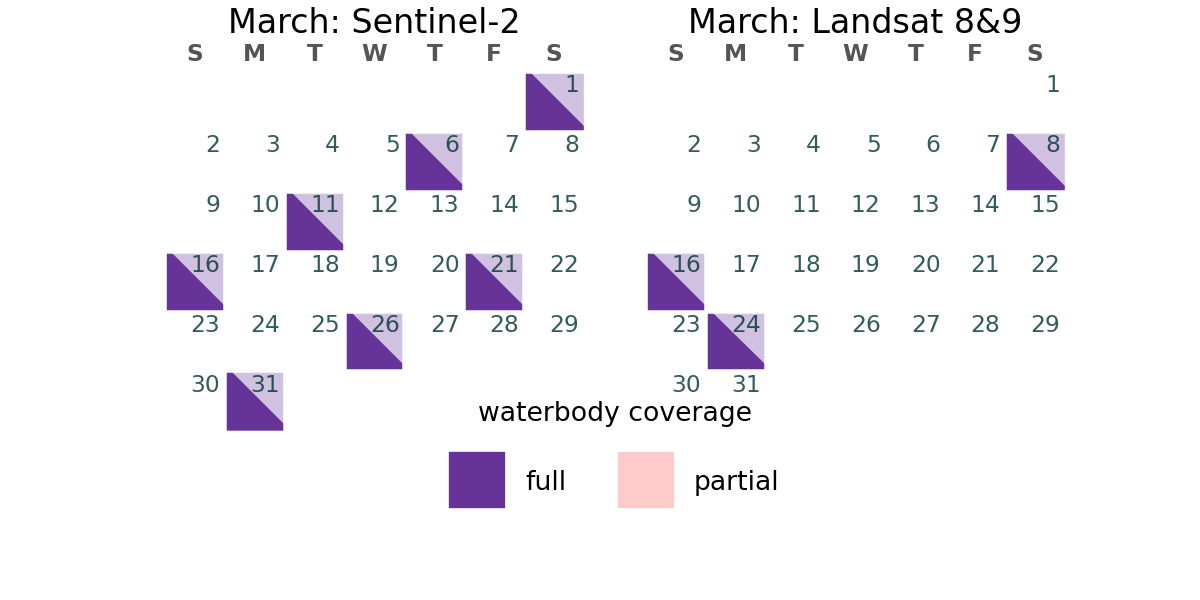 March: Sentinel-2
S M T W T F S
1
2 3 4 5 6 7 8
9 10 11 12 13 14 15
16 17 18 19 20 21 22
23 24 25 26 27 28 29
30 31
March: Landsat 8&9
S M T W T F S
1
2 3 4 5 6 7 8
9 10 11 12 13 14 15
16 17 18 19 20 21 22
23 24 25 26 27 28 29
30 31
waterbody coverage
full partial